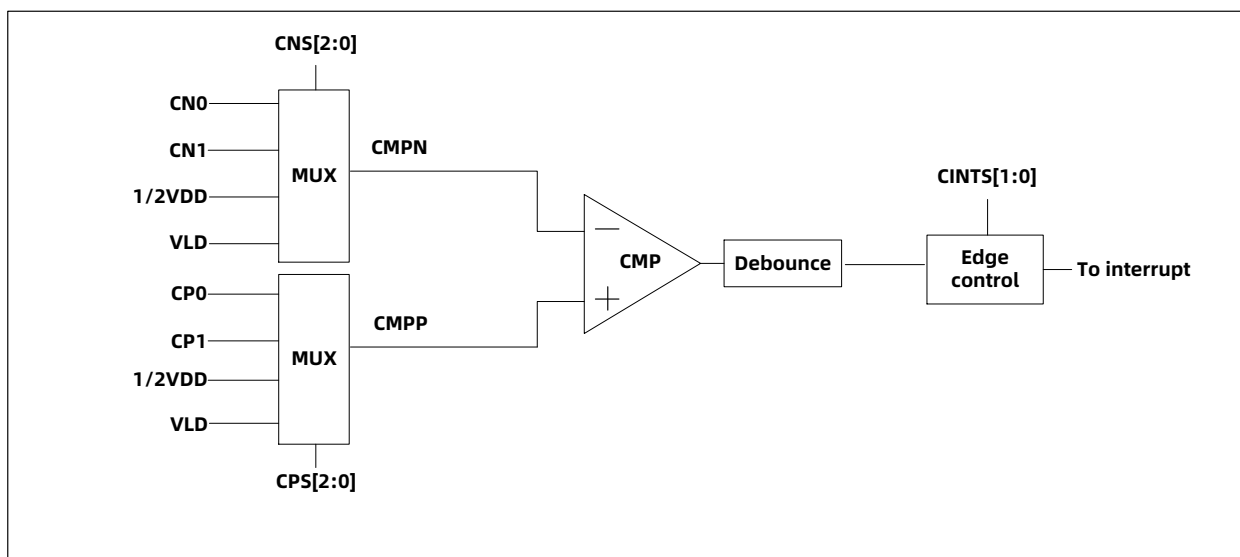 CNS[2:0]
CN0
CN1
1/2VDD
VLD
MUX
CMPN
CP0
CP1
1/2VDD
VLD
MUX
CMPP
CPS[2:0]
−
+
CMP
Debounce
CINTS[1:0]
Edge
control
To interrupt